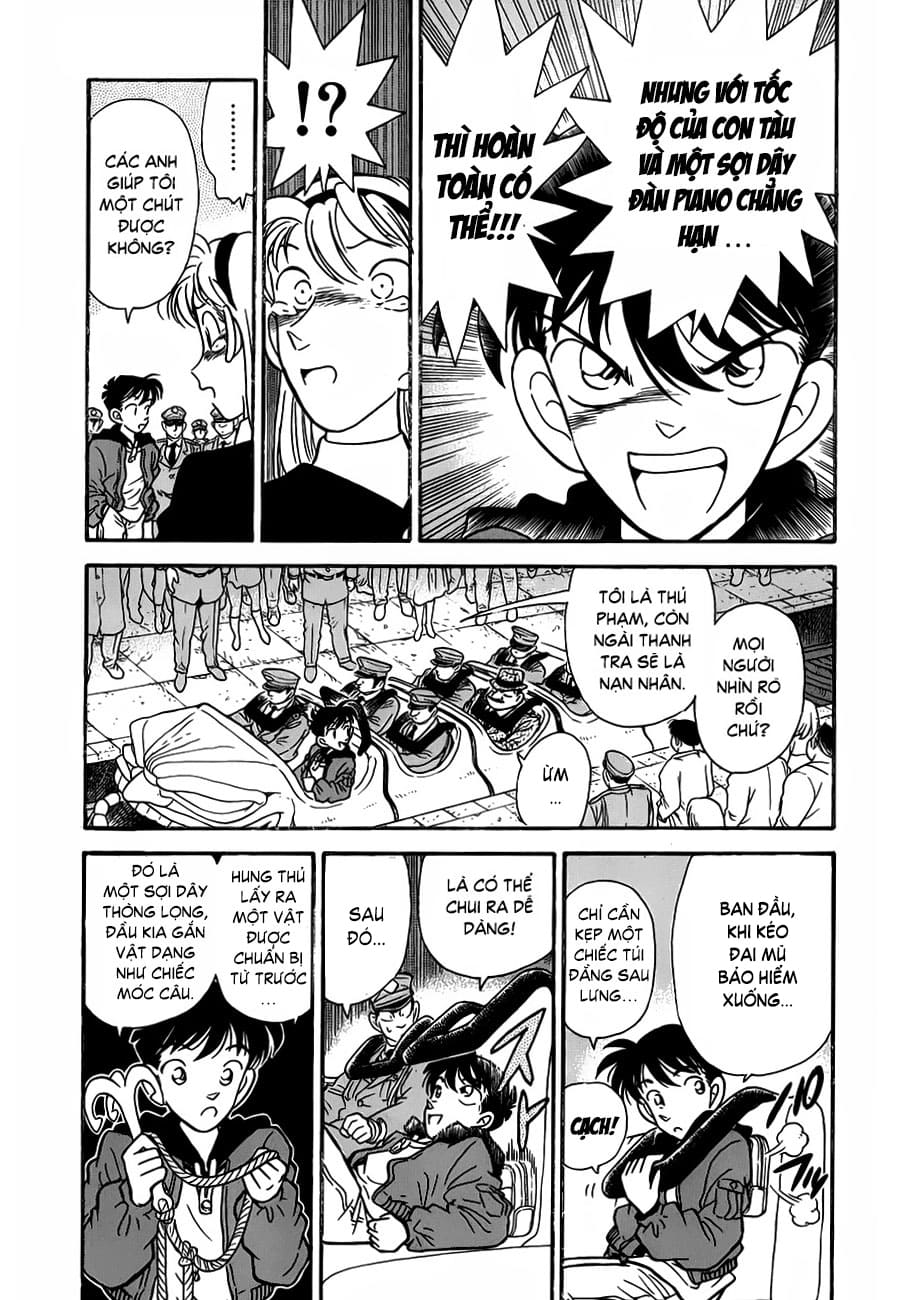 NHƯNG VỚI TỐC
ĐỘ CỦA CON TÀU
VÀ MỘT SỢI DÂY
ĐÀN PIANO CHẲNG
HẠN ...
THÌ HOÀN
TOÀN CÓ
THỂ!!!
!?
.........
CÁC ANH
GIÚP TÔI
MỘT CHÚT
ĐƯỢC
KHÔNG?
MỌI
NGƯỜI
NHÌN RÕ
RỒI
CHỨ?
TÔI LÀ THỦ
PHẠM, CÒN
NGÀI THANH
TRA SẼ LÀ
NẠN NHÂN.
ỪM
...
BAN ĐẦU,
KHI KÉO
ĐAI MŨ
BẢO HIỂM
XUỐNG...
CHỈ CẦN
KẸP MỘT
CHIẾC TÚI
ĐẰNG SAU
LƯNG...
CẠCH!
LÀ CÓ THỂ
CHUI RA DỄ
DÀNG!
SAU
ĐÓ...
HUNG THỦ
LẤY RA
MỘT VẬT
ĐƯỢC
CHUẨN BỊ
TỪ TRƯỚC
...
ĐÓ LÀ
MỘT SỢI DÂY
THÒNG LỌNG,
ĐẦU KIA GẮN
VẬT DẠNG
NHƯ CHIẾC
MÓC CÂU.